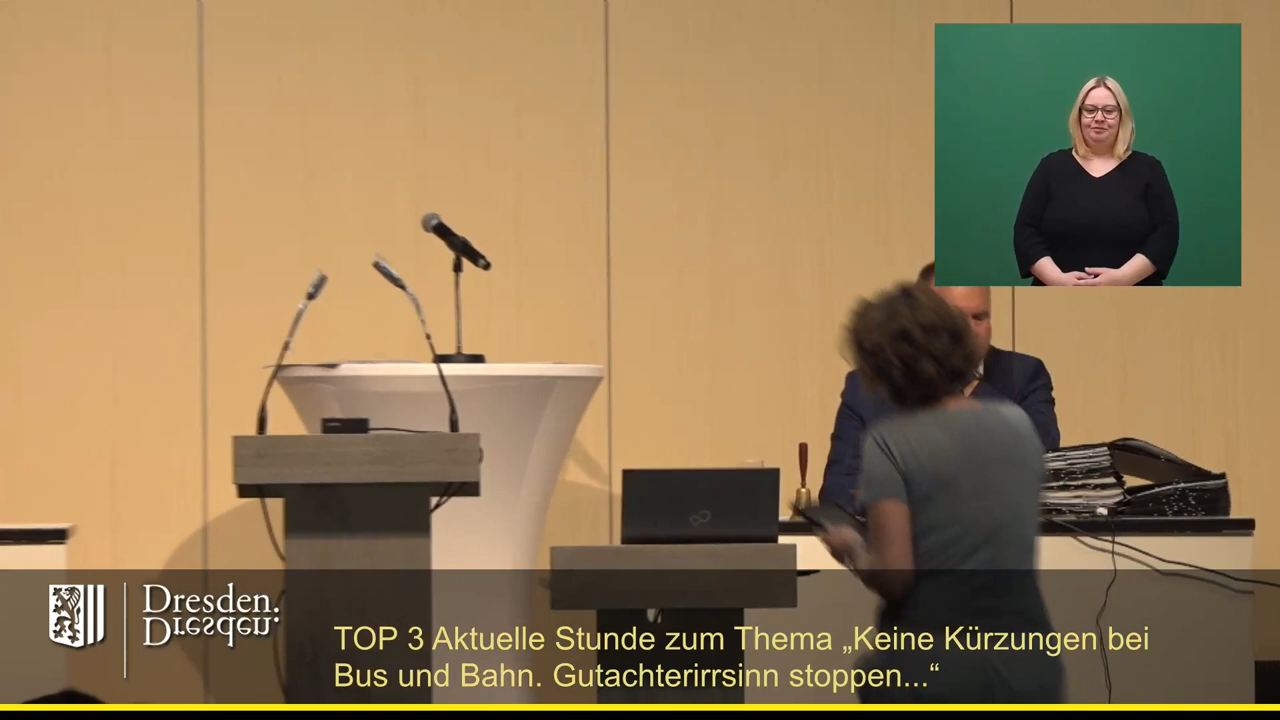 Dresden.
Dresden.
TOP 3 Aktuelle Stunde zum Thema „Keine Kürzungen bei
Bus und Bahn. Gutachterirrsinn stoppen...“